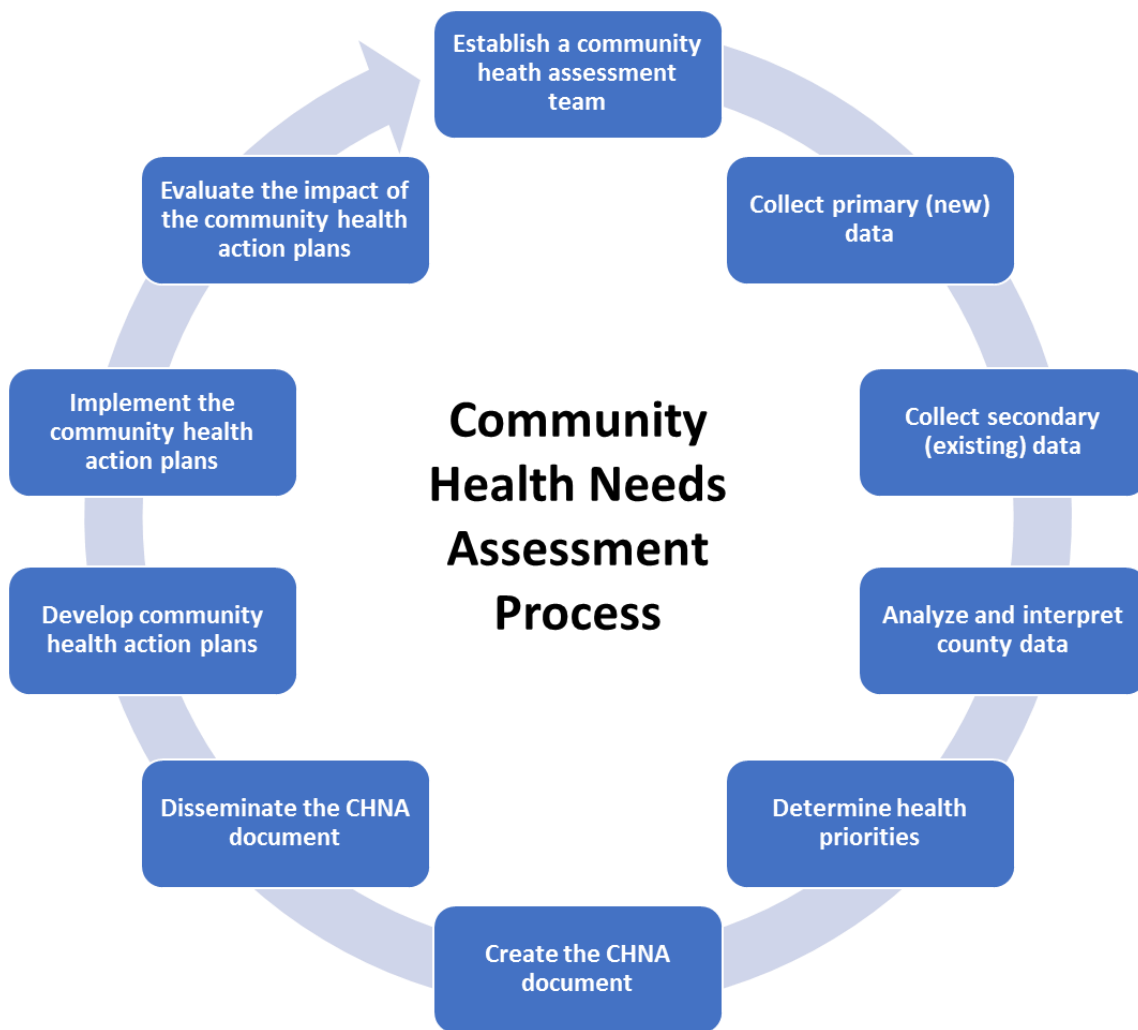 Establish a community
heath assessment
team
Collect primary (new)
data
Collect secondary
(existing) data
Analyze and interpret
county data
Determine health
priorities
Create the CHNA
document
Disseminate the CHNA
document
Develop community
health action plans
Implement the
community health
action plans
Evaluate the impact of
the community health
action plans
Community
Health Needs
Assessment
Process